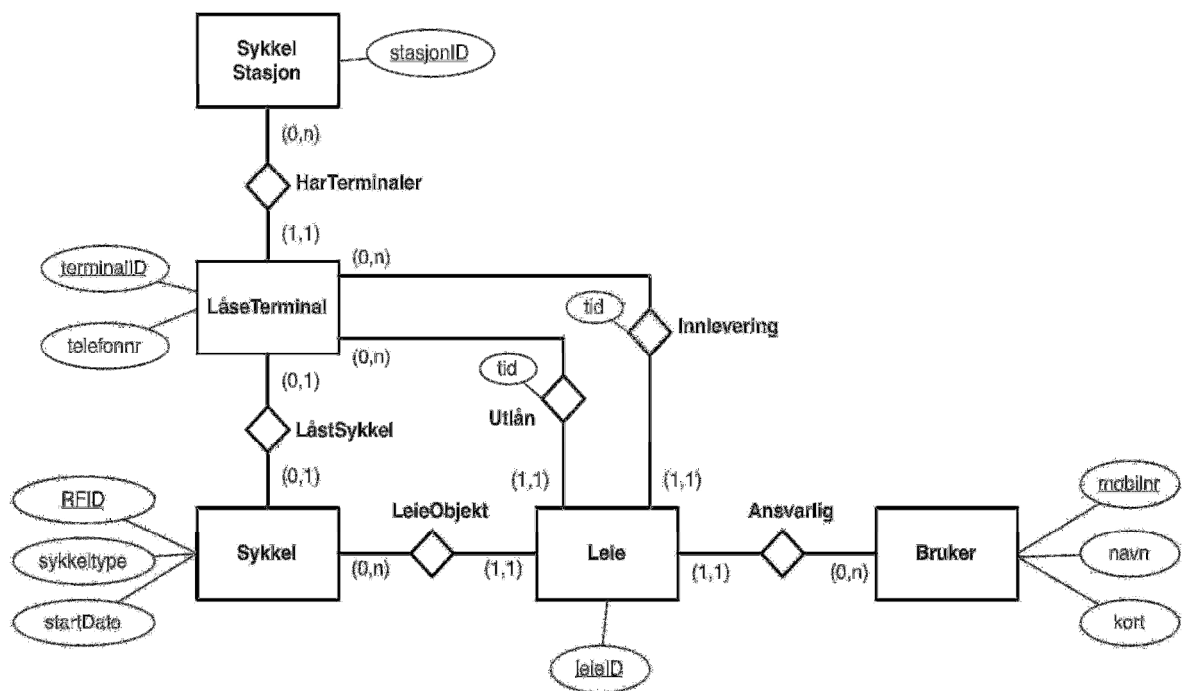 Sykkel
Stasjon
stasjonID
(0,n)
HarTerminaler
(1,1)
(0,n)
terminalID
LåseTerminal
telefonnr
tid
Innlevering
(0,n)
(0,1)
tid
LåstSykkel
Utlån
(0,1)
(1,1)
(1,1)
RFID
sykkeltype
startDato
Sykkel
LeieObjekt
(0,n)
(1,1)
Leie
Ansvarlig
(1,1)
(0,n)
Bruker
mobilnr
navn
kort
leieID